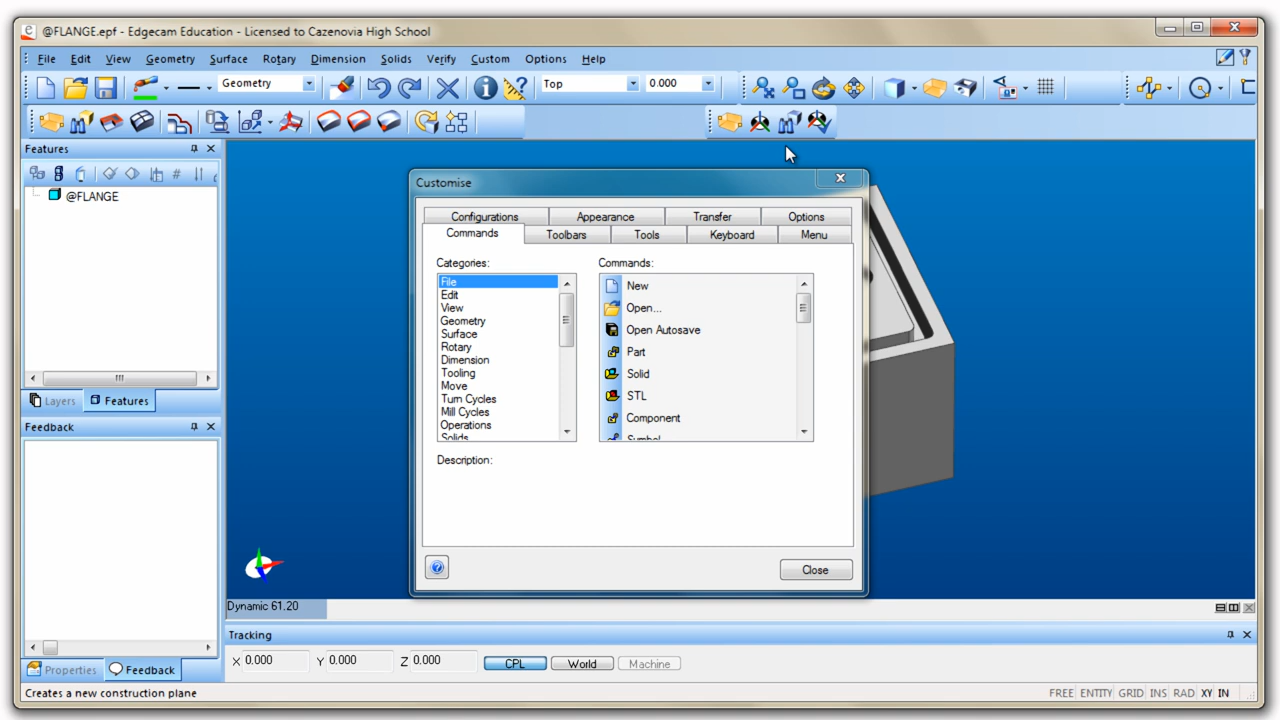 @FLANGE.epf - Edgecam Education - Licensed to Cazenovia High School
File Edit View Geometry Surface Rotary Dimension Solids Verify Custom Options Help
Geometry Top 0.000
Features
@FLANGE
Layers Features
Feedback
Customise
Configurations Appearance Transfer Options
Commands Toolbars Tools Keyboard Menu
Categories: Commands:
File
Edit
View
Geometry
Surface
Rotary
Dimension
Tooling
Move
Turn Cycles
Mill Cycles
Operations
Solids
New
Open...
Open Autosave
Part
Solid
STL
Component
Symbol
Description:
Close
Dynamic 61.20
Tracking
X 0.000 Y 0.000 Z 0.000 CPL World Machine
Properties Feedback
Creates a new construction plane
FREE ENTITY GRID INS RAD XY IN